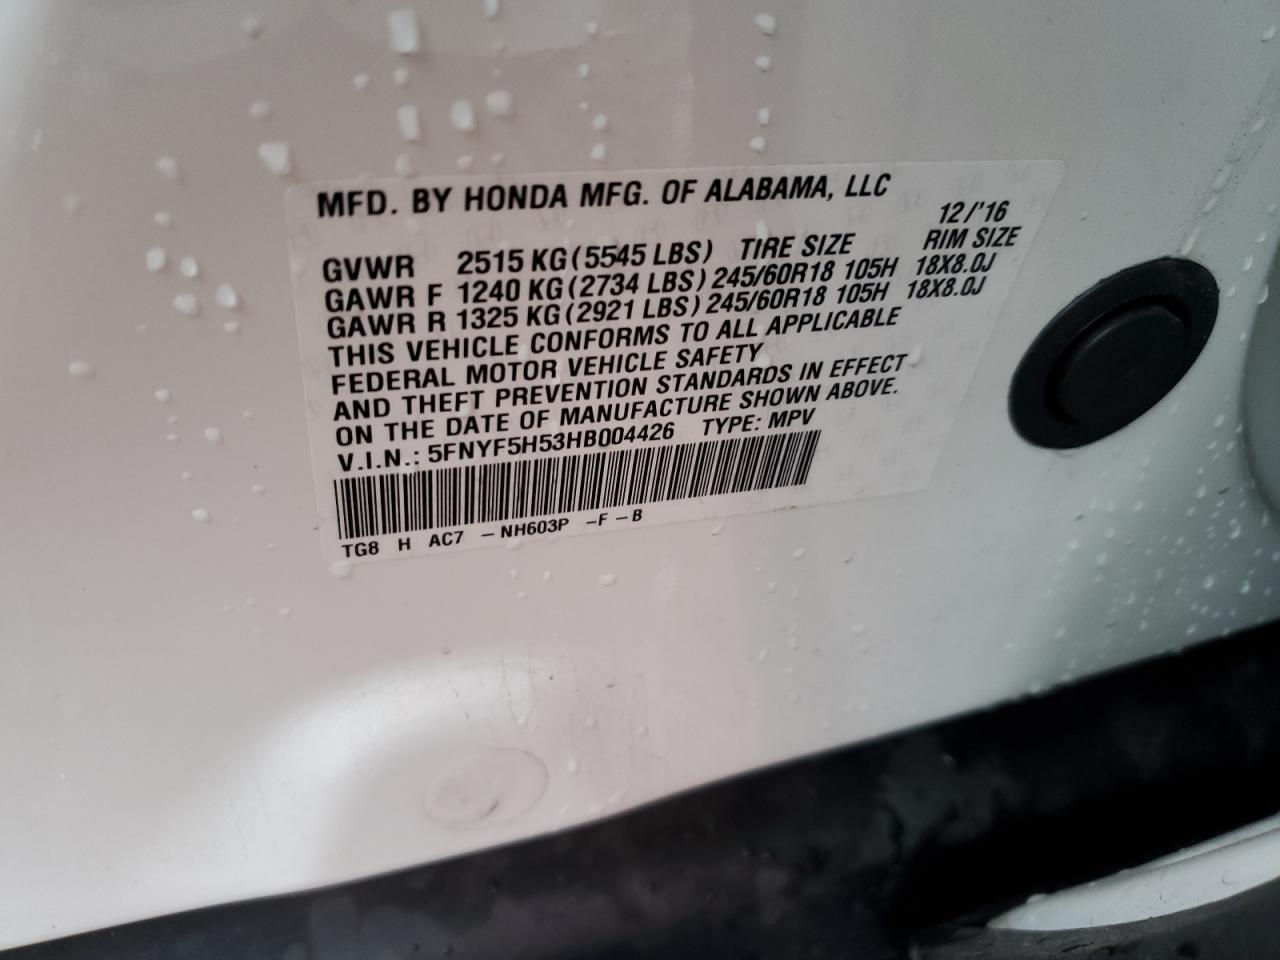 MFD. BY HONDA MFG. OF ALABAMA, LLC
12/'16
GVWR 2515 KG (5545 LBS) TIRE SIZE RIM SIZE
GAWR F 1240 KG (2734 LBS) 245/60R18 105H 18X8.0J
GAWR R 1325 KG (2921 LBS) 245/60R18 105H 18X8.0J
THIS VEHICLE CONFORMS TO ALL APPLICABLE
FEDERAL MOTOR VEHICLE SAFETY
AND THEFT PREVENTION STANDARDS IN EFFECT
ON THE DATE OF MANUFACTURE SHOWN ABOVE.
V.I.N.: 5FNYF5H53HB004426 TYPE: MPV
TG8 H AC7 – NH603P –F – B